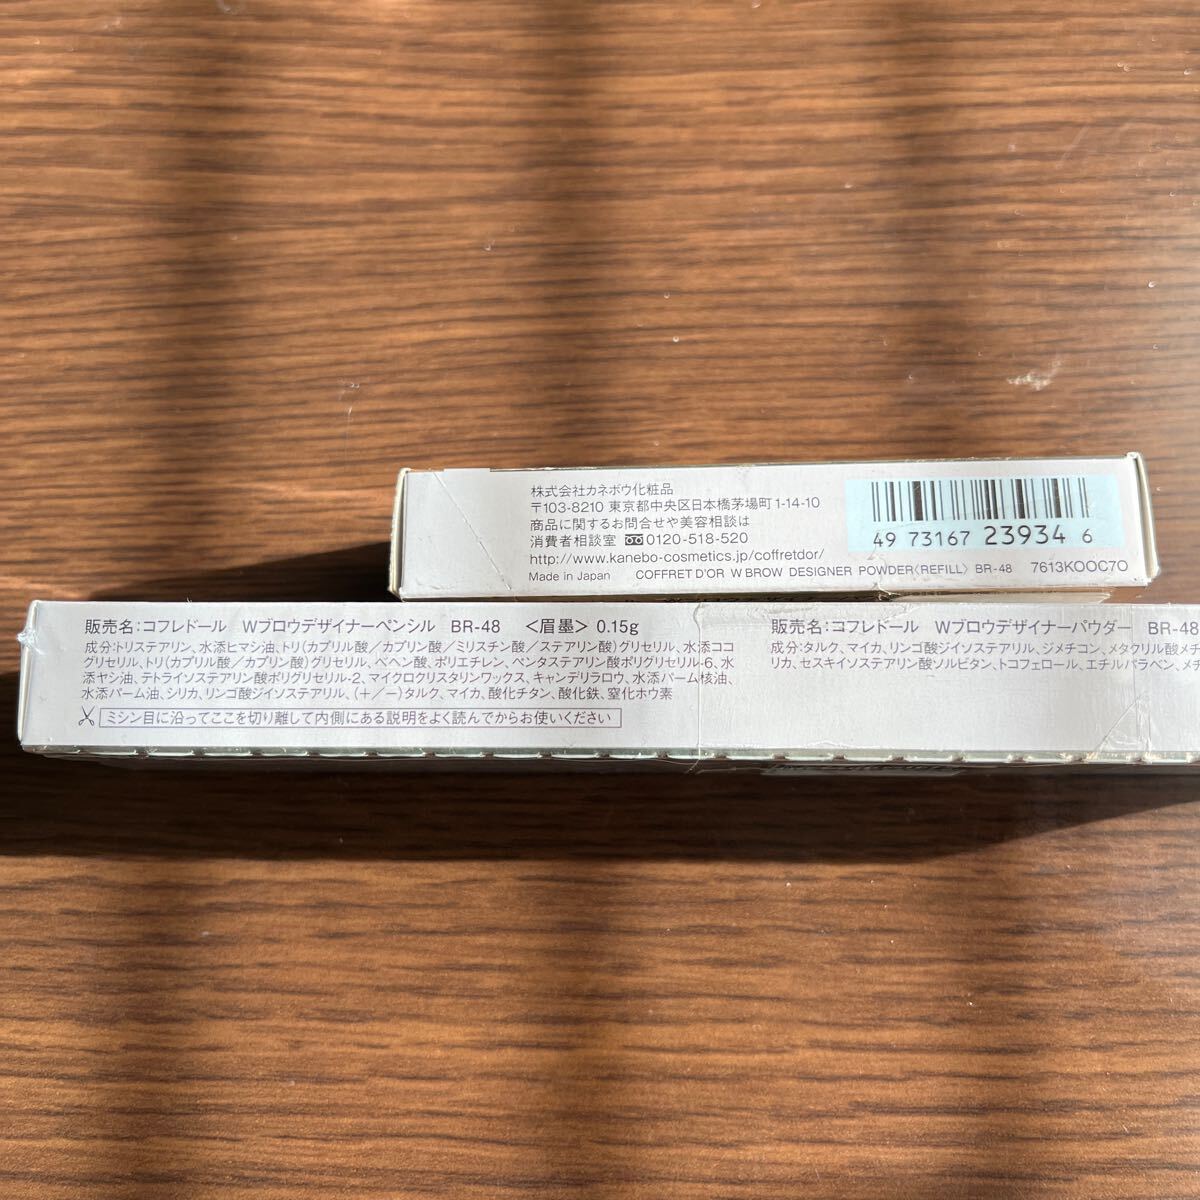 株式会社カネボウ化粧品
〒103-8210 東京都中央区日本橋茅場町1-14-10
商品に関するお問合せや美容相談は
消費者相談室 0120-518-520
http://www.kanebo-cosmetics.jp/coffretdor/
Made in Japan COFFRET D'OR W BROW DESIGNER POWDER〈REFILL〉 BR-48 7613KOOC7O
49 73167 23934 6
販売名：コフレドール Wブロウデザイナーペンシル BR-48 〈眉墨〉 0.15g
成分：トリステアリン、水添ヒマシ油、トリ（カプリル酸／カプリン酸／ミリスチン酸／ステアリン酸）グリセリル、水添ココ
グリセリル、トリ（カプリル酸／カプリン酸）グリセリル、ベヘン酸、ポリエチレン、ペンタステアリン酸ポリグリセリル-6、水
添ヤシ油、テトライソステアリン酸ポリグリセリル-2、マイクロクリスタリンワックス、キャンデリラロウ、水添パーム核油、
水添パーム油、シリカ、リンゴ酸ジイソステアリル、（＋／－）タルク、マイカ、酸化チタン、酸化鉄、窒化ホウ素
ミシン目に沿ってここを切り離して内側にある説明をよく読んでからお使いください
販売名：コフレドール Wブロウデザイナーパウダー BR-48
成分：タルク、マイカ、リンゴ酸ジイソステアリル、ジメチコン、メタクリル酸メチ
リカ、セスキイソステアリン酸ソルビタン、トコフェロール、エチルパラベン、メチ